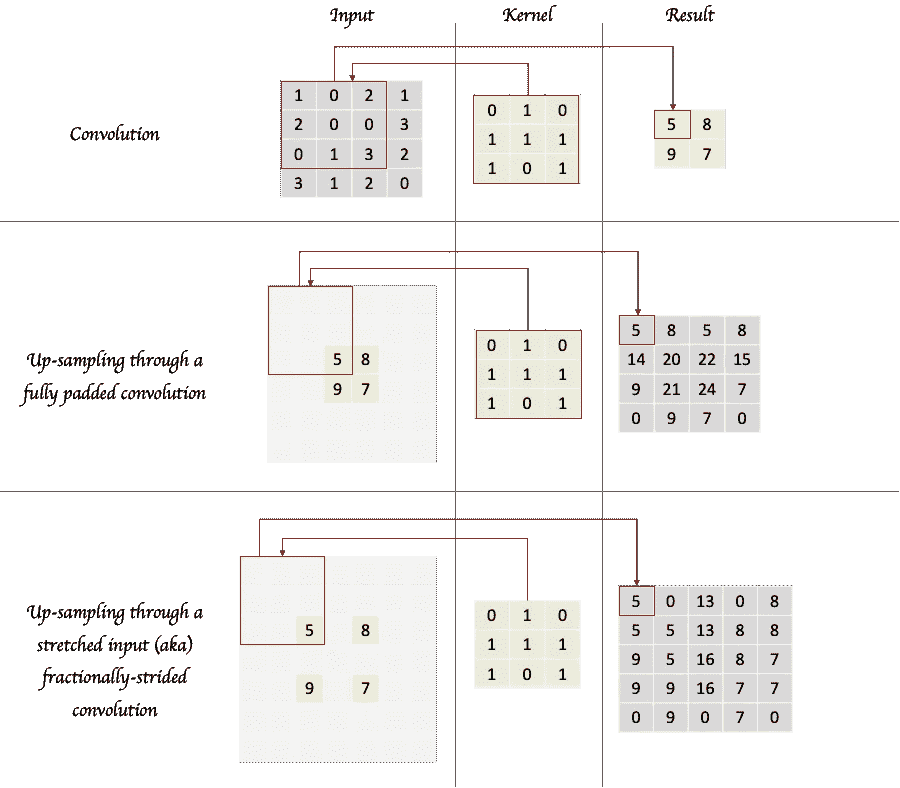 Input Kernel Result
Convolution
1 0 2 1
2 0 0 3
0 1 3 2
3 1 2 0
0 1 0
1 1 1
1 0 1
5 8
9 7
Up-sampling through a
fully padded convolution
5 8
9 7
0 1 0
1 1 1
1 0 1
5 8 5 8
14 20 22 15
9 21 24 7
0 9 7 0
Up-sampling through a
stretched input (aka)
fractionally-strided
convolution
5 8
9 7
0 1 0
1 1 1
1 0 1
5 0 13 0 8
5 5 13 8 8
9 5 16 8 7
9 9 16 7 7
0 9 0 7 0